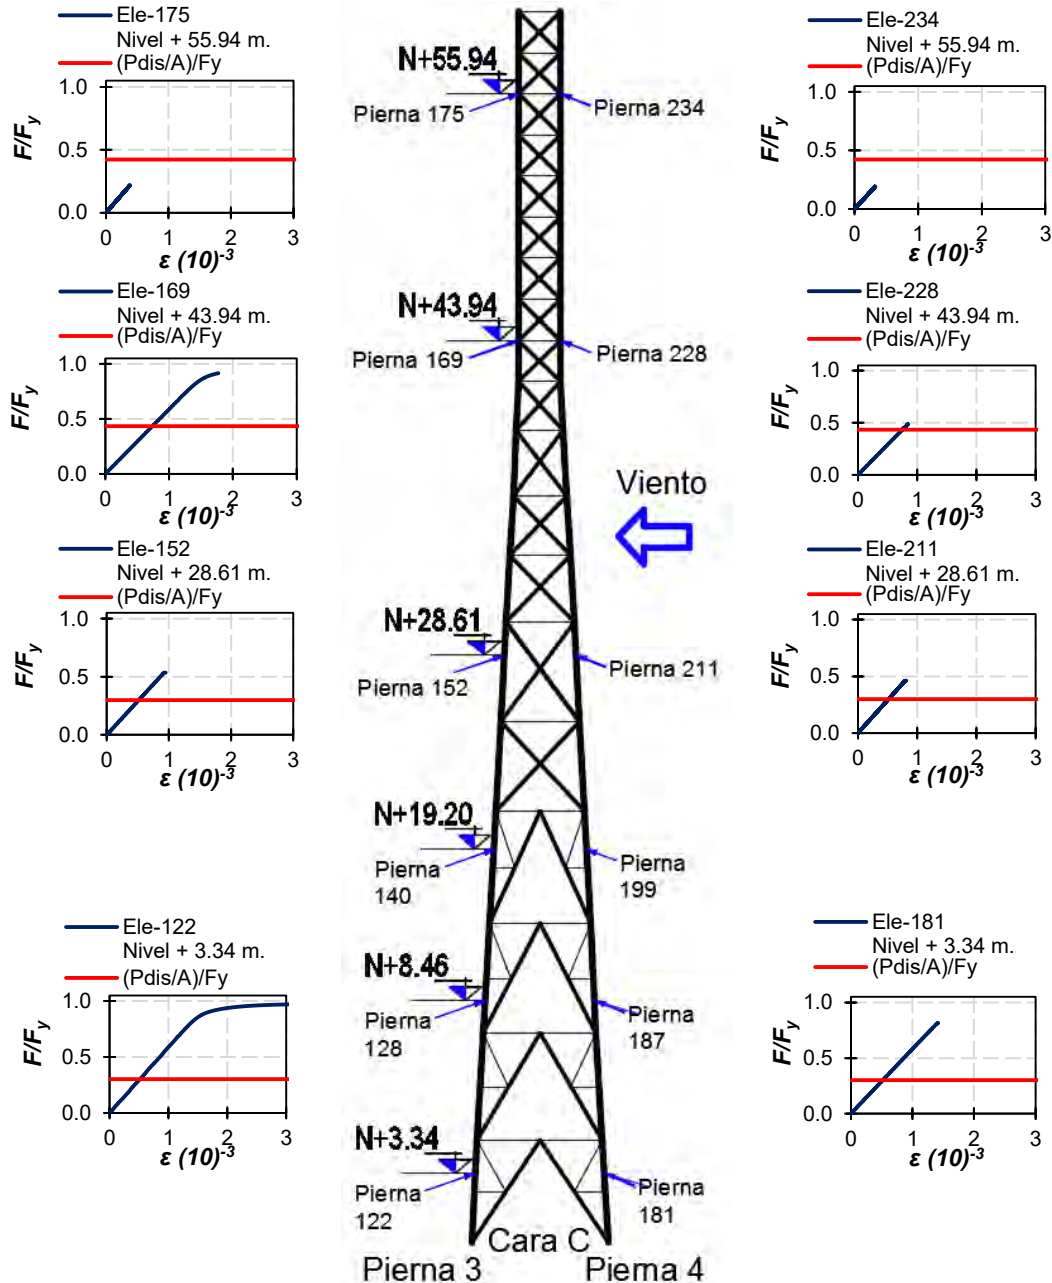 Ele-175
Nivel + 55.94 m.
(Pdis/A)/Fy
F/Fy
1.0
0.5
0.0
0 1 2 3
ε (10)-3
Ele-169
Nivel + 43.94 m.
(Pdis/A)/Fy
F/Fy
1.0
0.5
0.0
0 1 2 3
ε (10)-3
Ele-152
Nivel + 28.61 m.
(Pdis/A)/Fy
F/Fy
1.0
0.5
0.0
0 1 2 3
ε (10)-3
Ele-122
Nivel + 3.34 m.
(Pdis/A)/Fy
F/Fy
1.0
0.5
0.0
0 1 2 3
ε (10)-3
N+55.94
Pierna 175
Pierna 234
N+43.94
Pierna 169
Pierna 228
Viento
N+28.61
Pierna 152
Pierna 211
N+19.20
Pierna
140
Pierna
199
N+8.46
Pierna
128
Pierna
187
N+3.34
Pierna
122
Pierna
181
Cara C
Pierna 3
Pierna 4
Ele-234
Nivel + 55.94 m.
(Pdis/A)/Fy
F/Fy
1.0
0.5
0.0
0 1 2 3
ε (10)-3
Ele-228
Nivel + 43.94 m.
(Pdis/A)/Fy
F/Fy
1.0
0.5
0.0
0 1 2 3
ε (10)-3
Ele-211
Nivel + 28.61 m.
(Pdis/A)/Fy
F/Fy
1.0
0.5
0.0
0 1 2 3
ε (10)-3
Ele-181
Nivel + 3.34 m.
(Pdis/A)/Fy
F/Fy
1.0
0.5
0.0
0 1 2 3
ε (10)-3